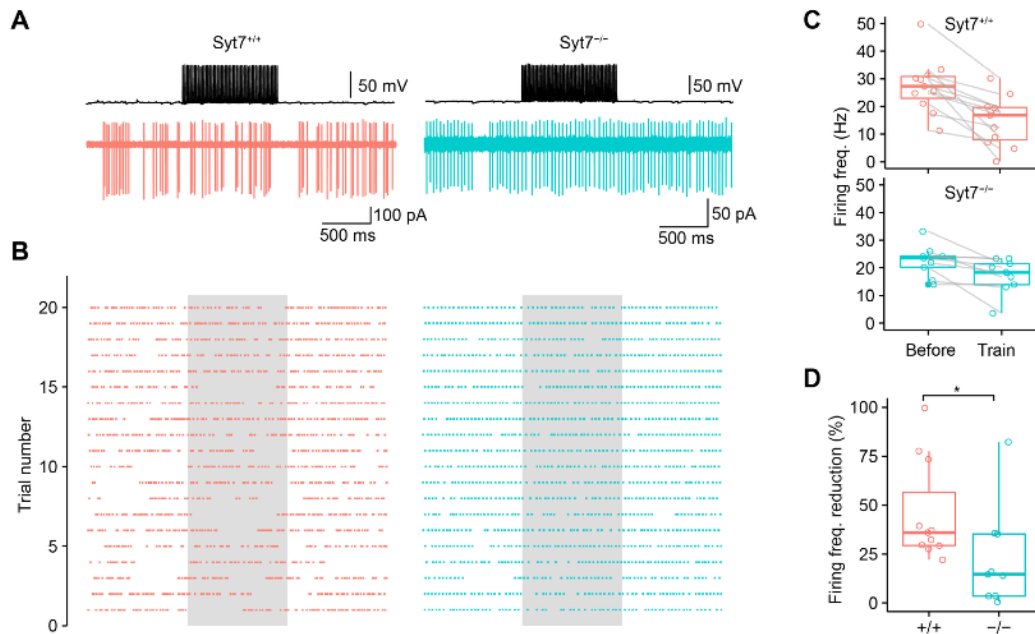 A
Syt7+/+
Syt7−/−
50 mV
50 mV
100 pA
500 ms
50 pA
500 ms
B
Trial number
20
15
10
5
0
C
Firing freq. (Hz)
Syt7+/+
50
40
30
20
10
0
Syt7−/−
50
40
30
20
10
0
Before Train
D
Firing freq. reduction (%)
*
100
75
50
25
0
+/+ −/−